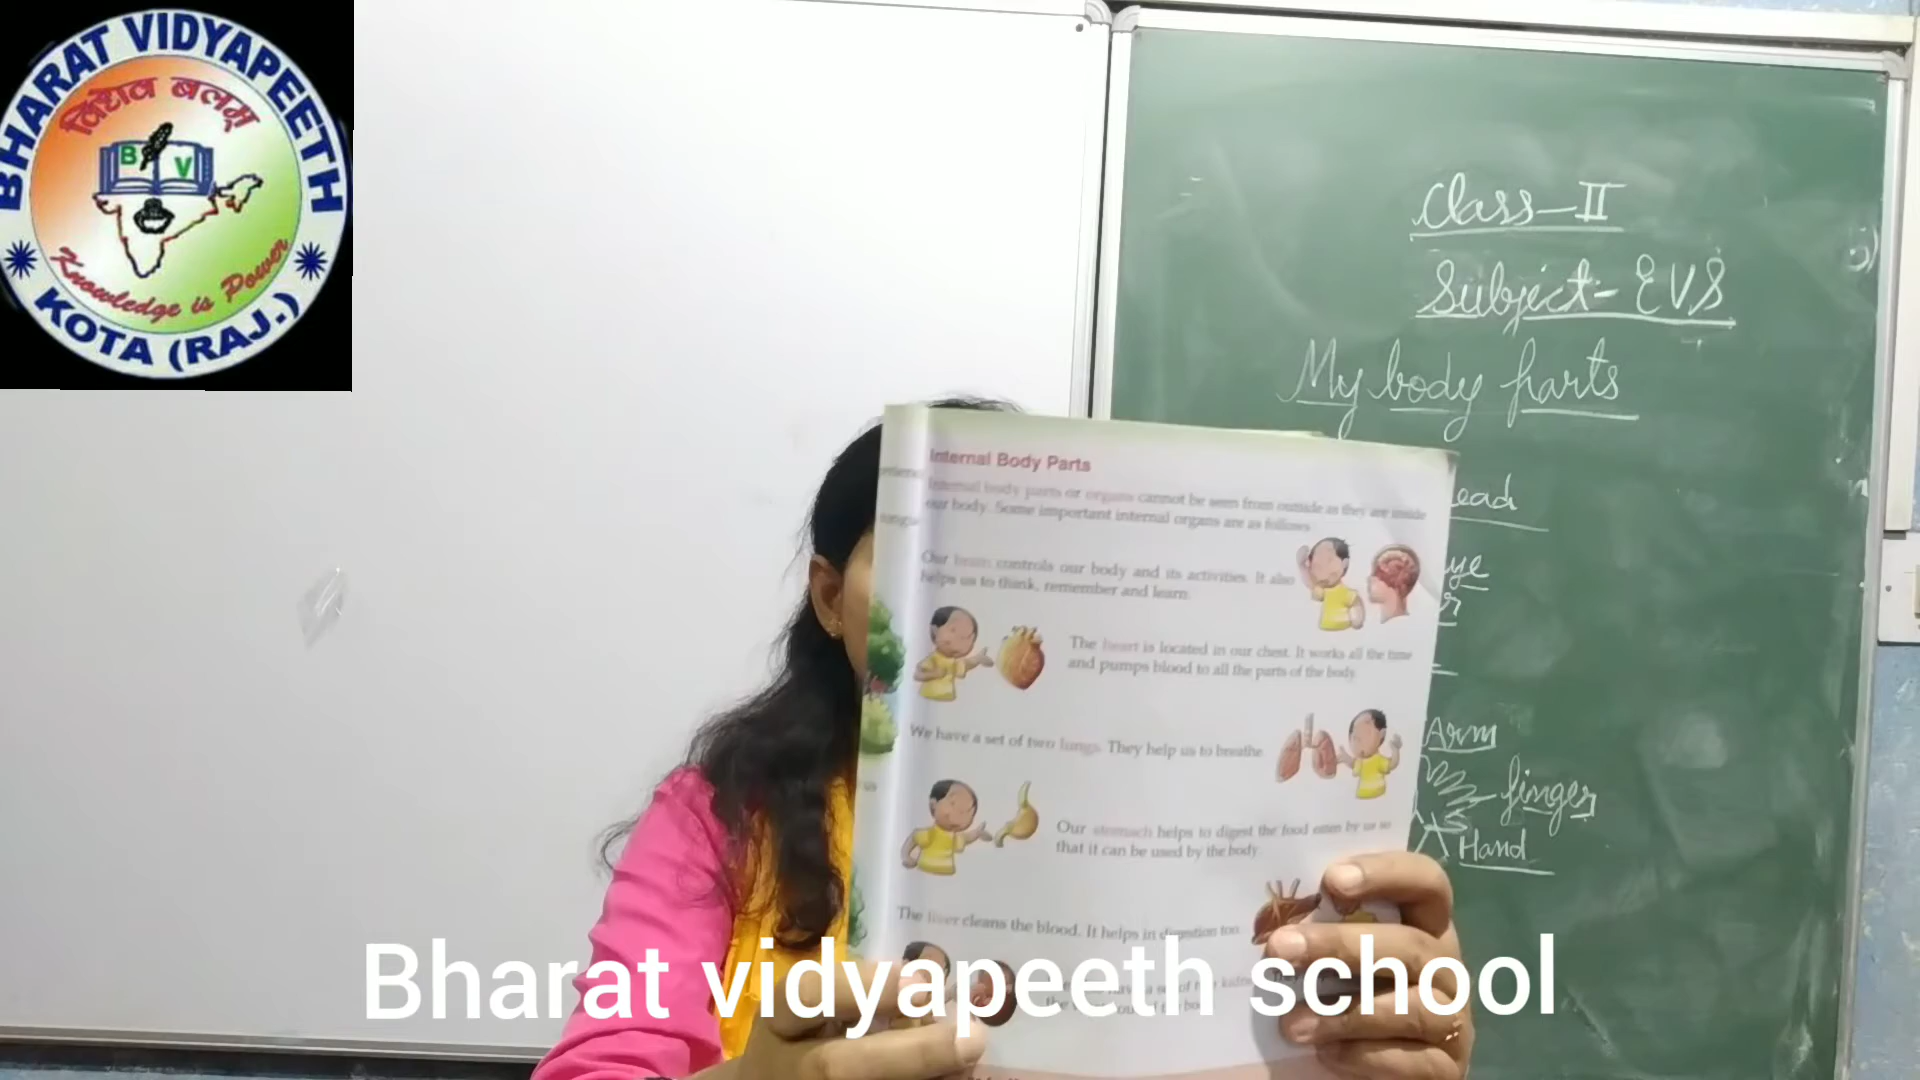 BHARAT VIDYAPEETH
विद्यैव बलम्
B V
Knowledge is Power
KOTA (RAJ.)
Class-II
Subject- EVS
My body parts
ead
ye
Arm
finger
Hand
Internal Body Parts
Internal body parts or organs cannot be seen from outside as they are inside
our body. Some important internal organs are as follows
Our brain controls our body and its activities. It also
helps us to think, remember and learn.
The heart is located in our chest. It works all the time
and pumps blood to all the parts of the body
We have a set of two lungs. They help us to breathe
Our stomach helps to digest the food eaten by us so
that it can be used by the body
The liver cleans the blood. It helps in digestion too
Bharat vidyapeeth school